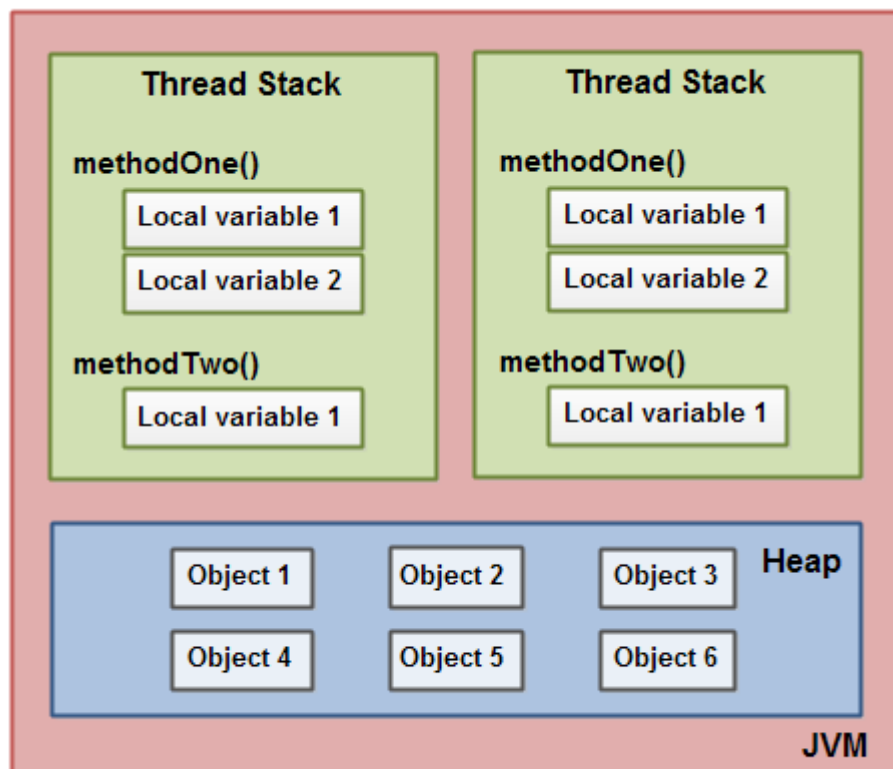 Thread Stack
methodOne()
Local variable 1
Local variable 2
methodTwo()
Local variable 1
Thread Stack
methodOne()
Local variable 1
Local variable 2
methodTwo()
Local variable 1
Heap
Object 1
Object 2
Object 3
Object 4
Object 5
Object 6
JVM